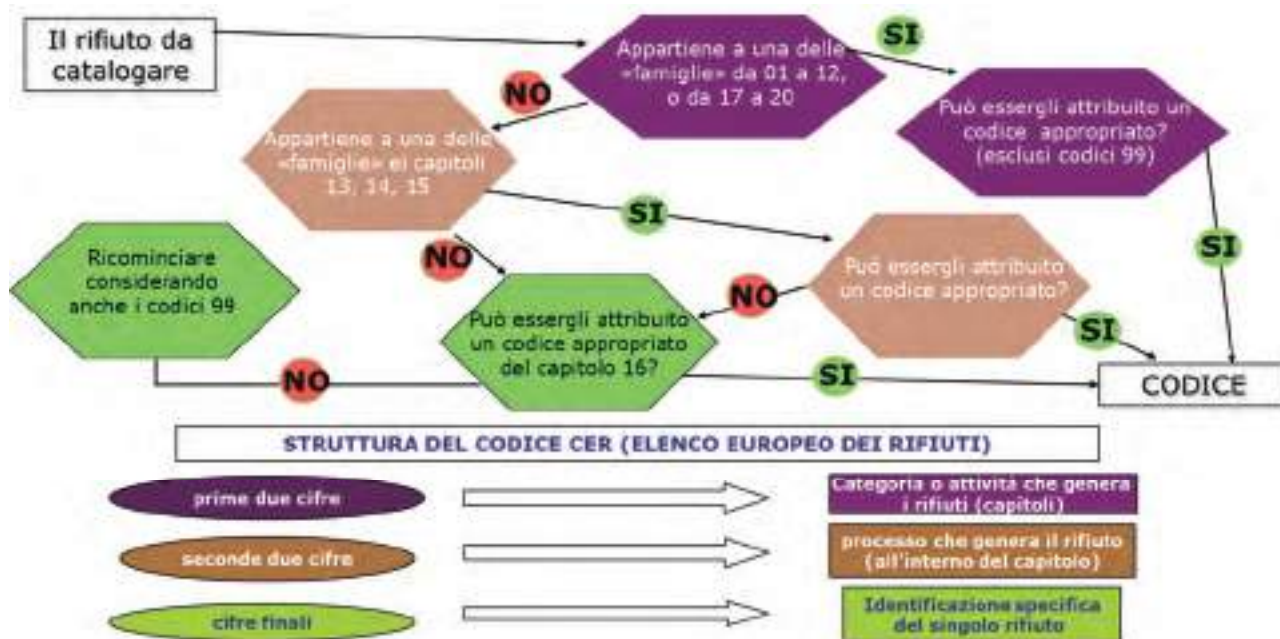 Il rifiuto da
catalogare
Appartiene a una delle
«famiglie» da 01 a 12,
o da 17 a 20
SI
Può essergli attribuito un
codice appropriato?
(esclusi codici 99)
NO
Appartiene a una delle
«famiglie» ei capitoli
13, 14, 15
SI
SI
NO
Ricominciare
considerando
anche i codici 99
Può essergli attribuito
un codice appropriato?
NO
Può essergli attribuito
un codice appropriato
del capitolo 16?
SI
NO
SI
CODICE
STRUTTURA DEL CODICE CER (ELENCO EUROPEO DEI RIFIUTI)
prime due cifre
Categoria o attività che genera
i rifiuti (capitoli)
seconde due cifre
processo che genera il rifiuto
(all'interno del capitolo)
cifre finali
Identificazione specifica
del singolo rifiuto